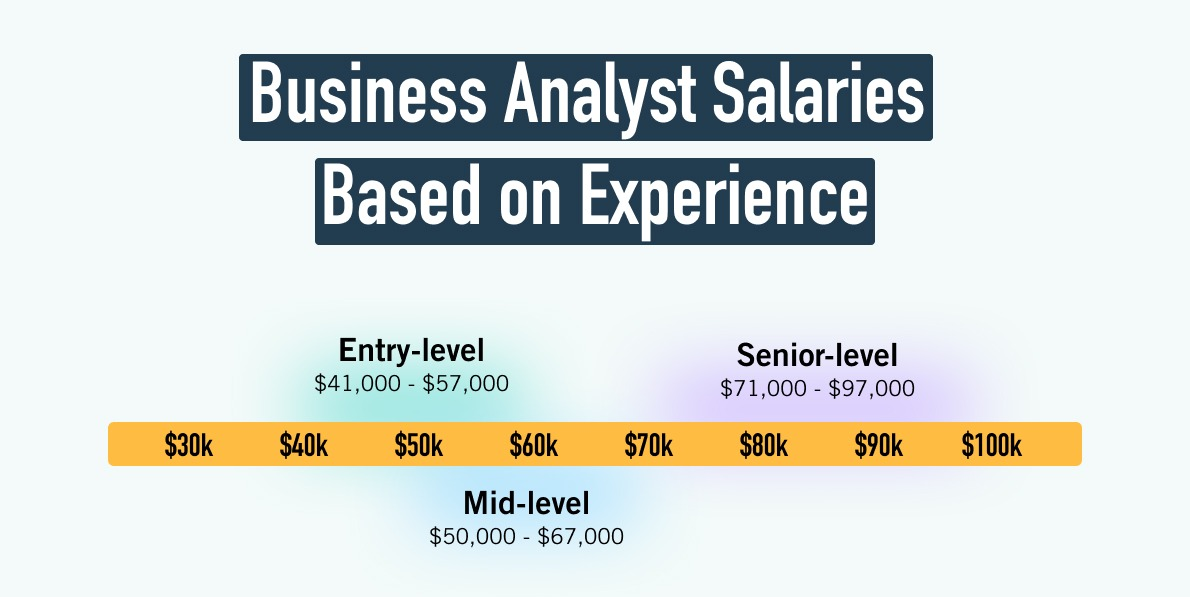 Business Analyst Salaries
Based on Experience
Entry-level
$41,000 - $57,000
Senior-level
$71,000 - $97,000
$30k $40k $50k $60k $70k $80k $90k $100k
Mid-level
$50,000 - $67,000